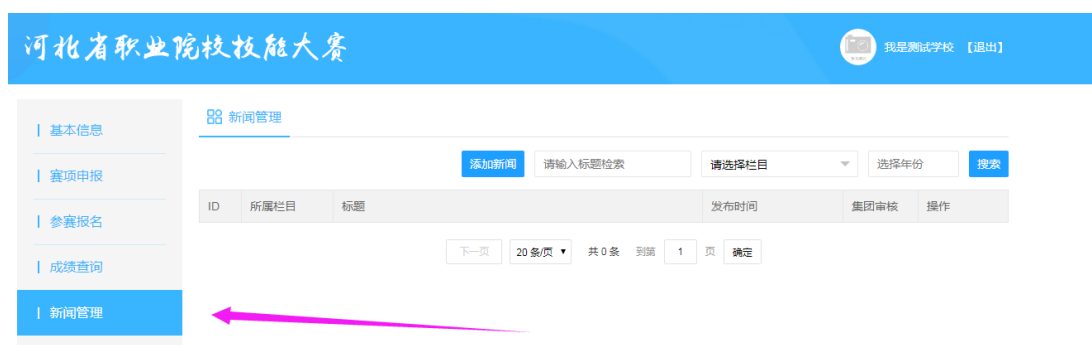 河北省职业院校技能大赛
我是测试学校 【退出】
基本信息
赛项申报
参赛报名
成绩查询
新闻管理
新闻管理
添加新闻 请输入标题检索 请选择栏目 选择年份 搜索
ID 所属栏目 标题 发布时间 集团审核 操作
下一页 20 条/页 共 0 条 到第 1 页 确定